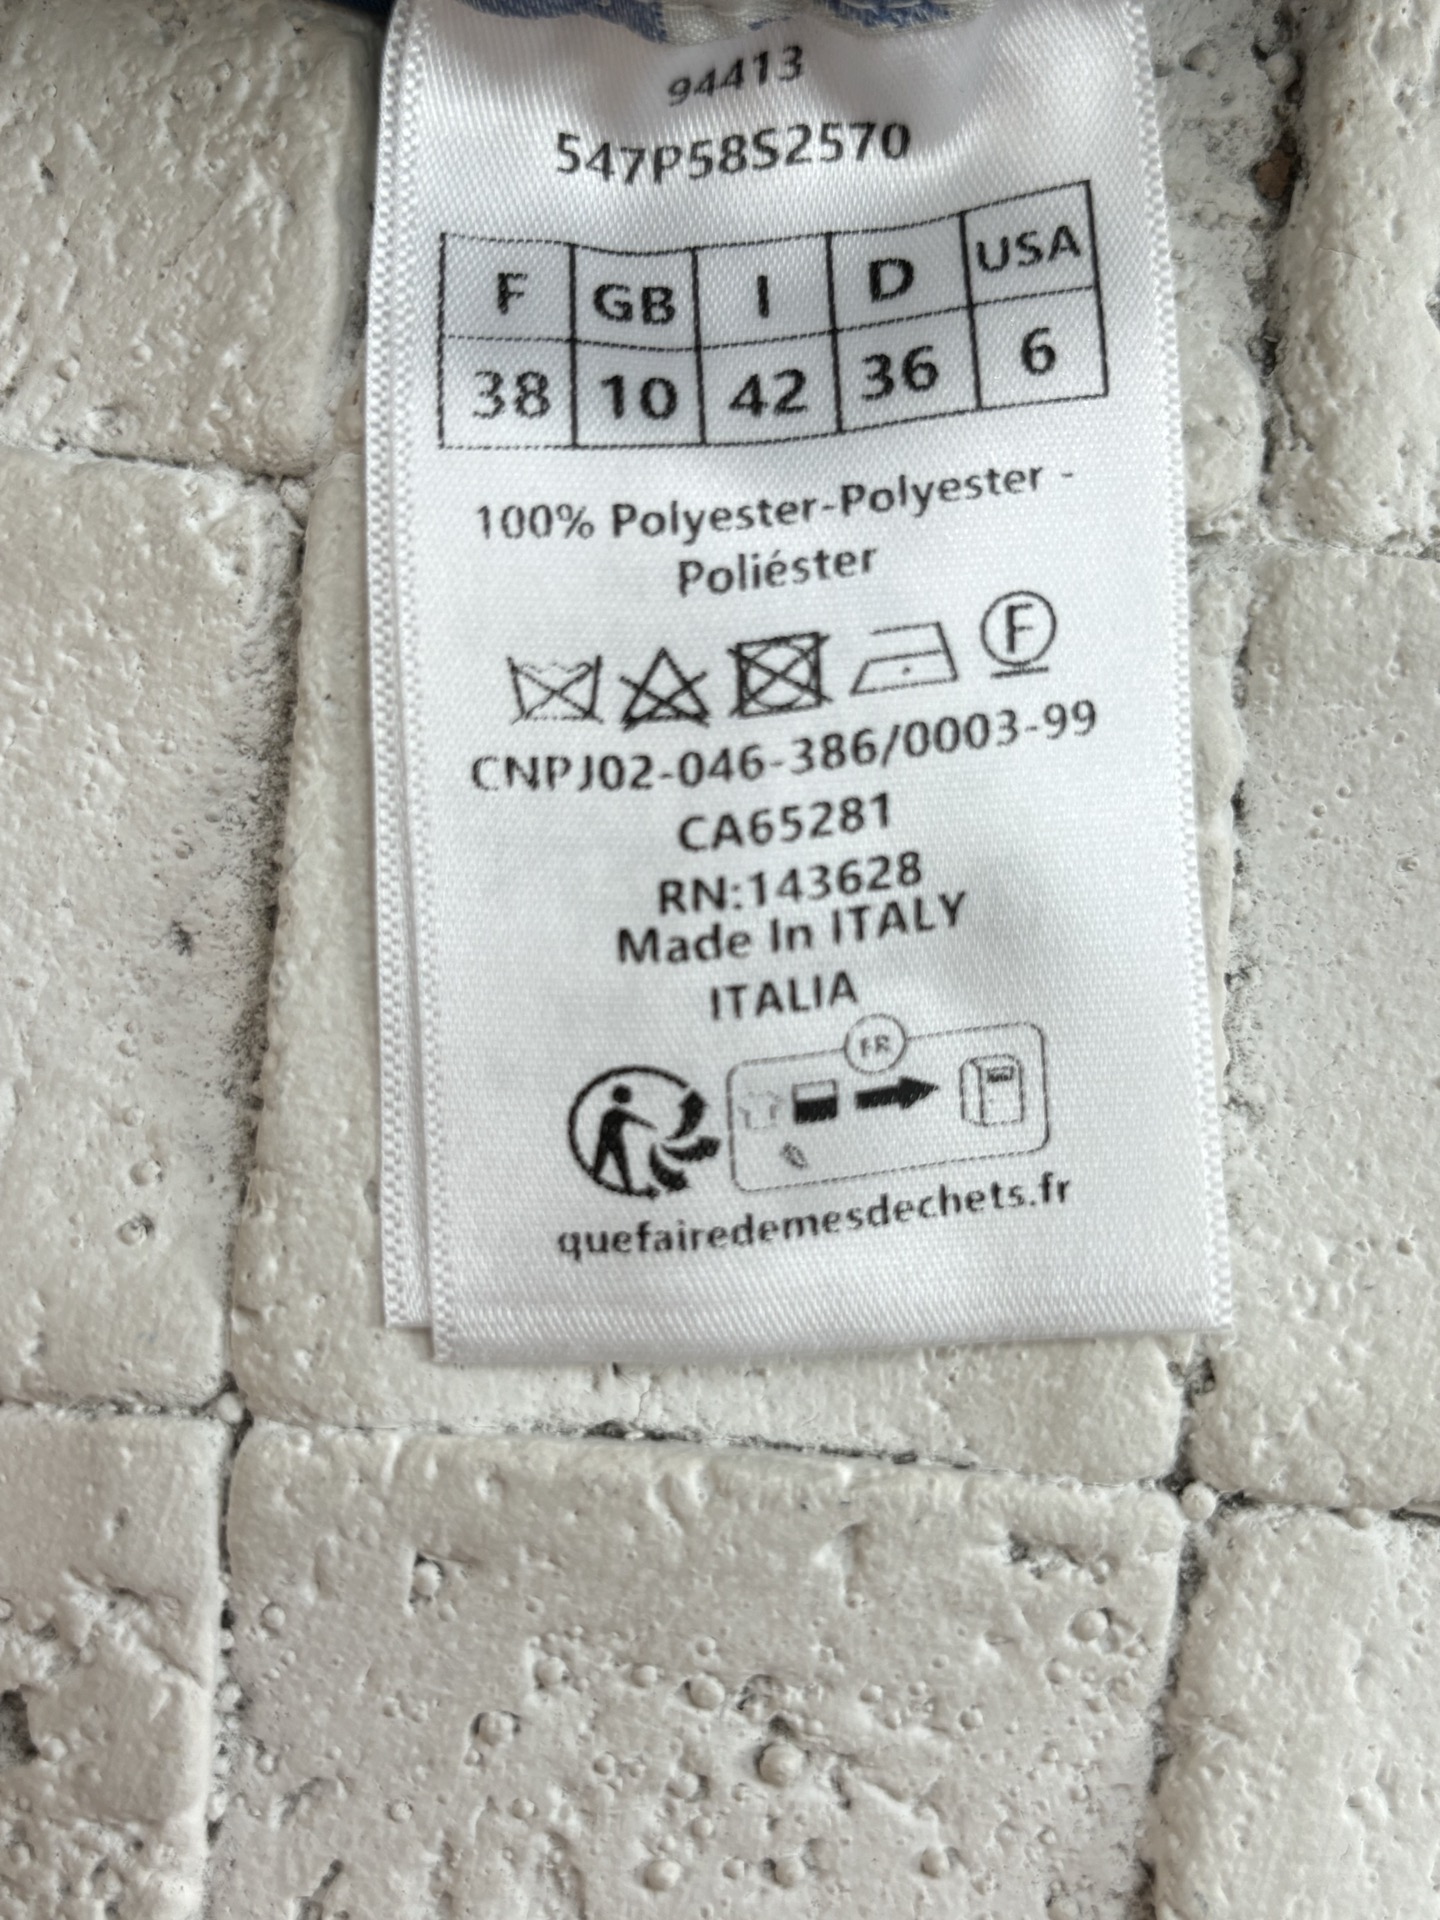 94413
547P58S2570
F GB I D USA
38 10 42 36 6
100% Polyester-Polyester -
Poliéster
F
CNPJ02-046-386/0003-99
CA65281
RN:143628
Made In ITALY
ITALIA
FR
quefairedemesdechets.fr